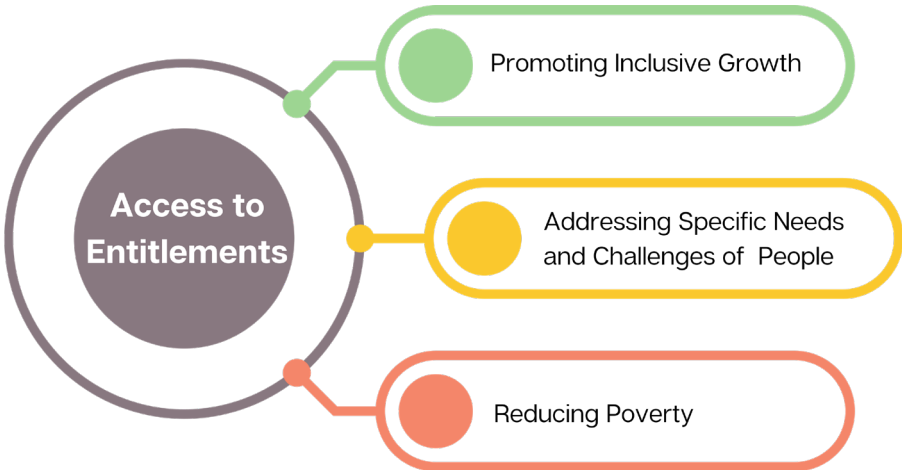 Access to
Entitlements
Promoting Inclusive Growth
Addressing Specific Needs
and Challenges of People
Reducing Poverty